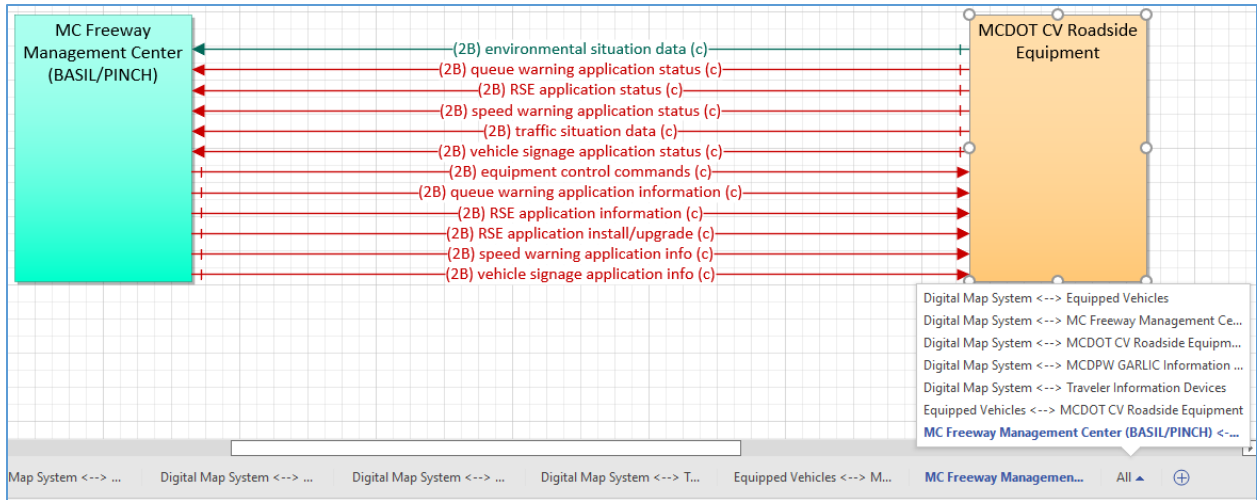 MC Freeway
Management Center
(BASIL/PINCH)
MCDOT CV Roadside
Equipment
(2B) environmental situation data (c)
(2B) queue warning application status (c)
(2B) RSE application status (c)
(2B) speed warning application status (c)
(2B) traffic situation data (c)
(2B) vehicle signage application status (c)
(2B) equipment control commands (c)
(2B) queue warning application information (c)
(2B) RSE application information (c)
(2B) RSE application install/upgrade (c)
(2B) speed warning application info (c)
(2B) vehicle signage application info (c)
Digital Map System <--> Equipped Vehicles
Digital Map System <--> MC Freeway Management Ce...
Digital Map System <--> MCDOT CV Roadside Equipm...
Digital Map System <--> MCDPW GARLIC Information ...
Digital Map System <--> Traveler Information Devices
Equipped Vehicles <--> MCDOT CV Roadside Equipment
MC Freeway Management Center (BASIL/PINCH) <-...
Map System <--> ... Digital Map System <--> ... Digital Map System <--> ... Digital Map System <--> T... Equipped Vehicles <--> M... MC Freeway Managemen... All